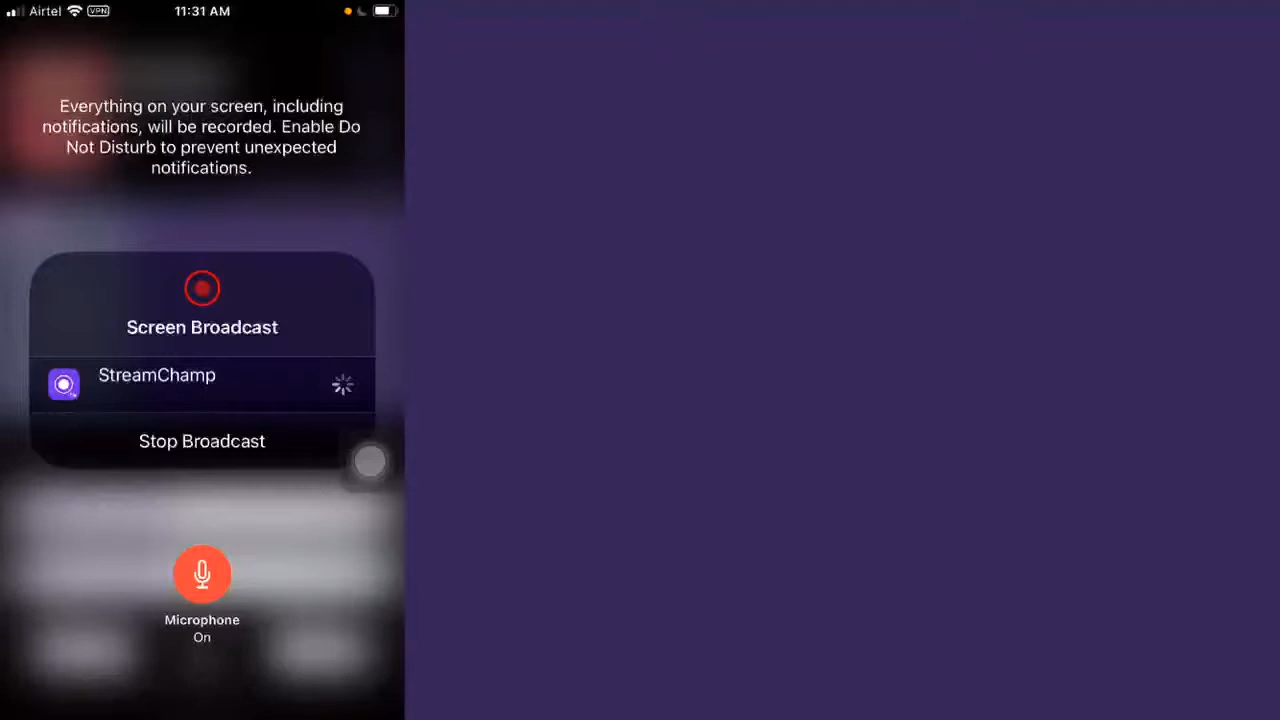 Airtel VPN 11:31 AM
Everything on your screen, including
notifications, will be recorded. Enable Do
Not Disturb to prevent unexpected
notifications.
Screen Broadcast
StreamChamp
Stop Broadcast
Microphone
On